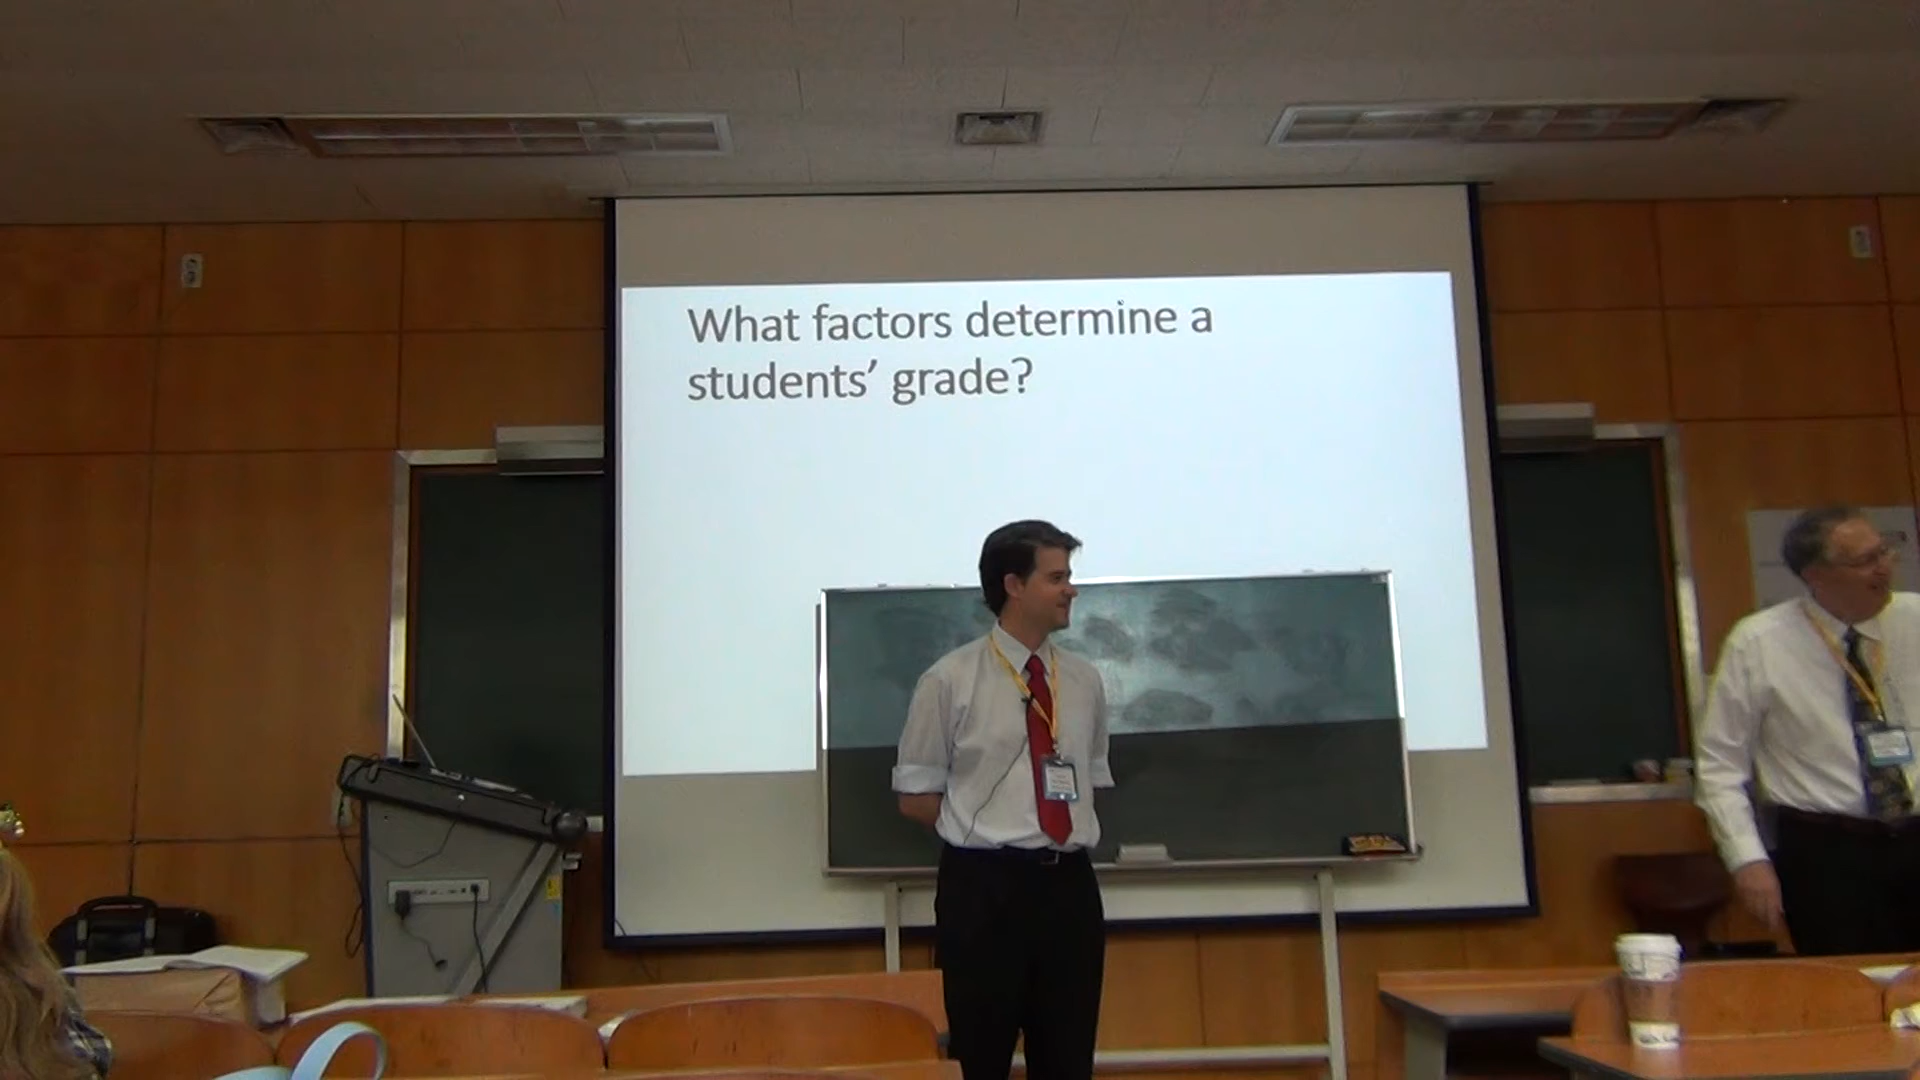 What factors determine a
students’ grade?